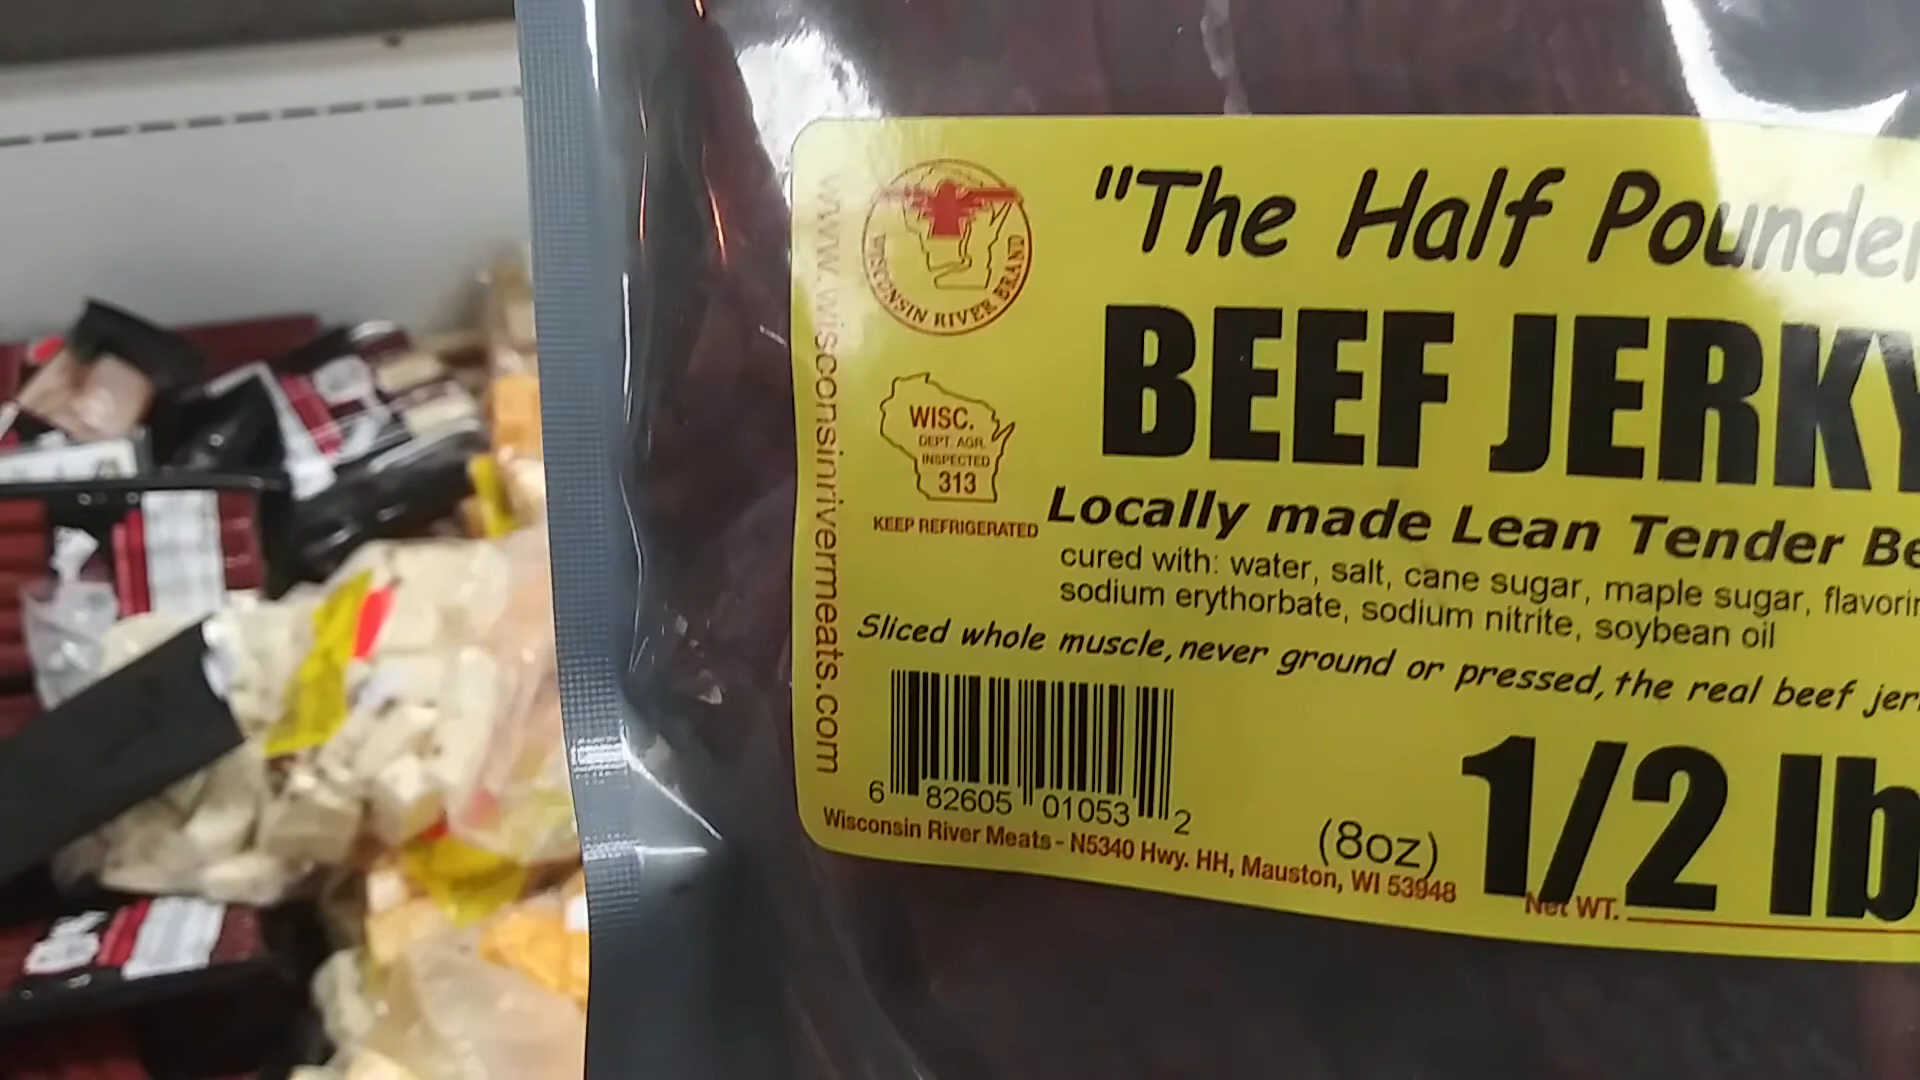 "The Half Pounder
BEEF JERKY
WISCONSIN RIVER BRAND
WISC.
DEPT. AGR.
INSPECTED
313
KEEP REFRIGERATED
www.wisconsinrivermeats.com
Locally made Lean Tender Be
cured with: water, salt, cane sugar, maple sugar, flavorin
sodium erythorbate, sodium nitrite, soybean oil
Sliced whole muscle, never ground or pressed, the real beef jer
6 82605 01053 2
(8oz) 1/2 lb
Wisconsin River Meats - N5340 Hwy. HH, Mauston, WI 53948
Net WT.